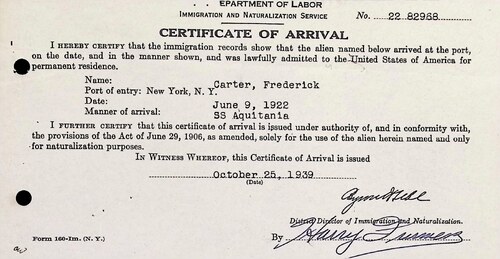 EPARTMENT OF LABOR
IMMIGRATION AND NATURALIZATION SERVICE
No. 22 82968
CERTIFICATE OF ARRIVAL
I HEREBY CERTIFY that the immigration records show that the alien named below arrived at the port,
on the date, and in the manner shown, and was lawfully admitted to the United States of America for
permanent residence.
Name: Carter, Frederick
Port of entry: New York, N. Y.
Date: June 9, 1922
Manner of arrival: SS Aquitania
I FURTHER CERTIFY that this certificate of arrival is issued under authority of, and in conformity with,
the provisions of the Act of June 29, 1906, as amended, solely for the use of the alien herein named and only
for naturalization purposes.
IN WITNESS WHEREOF, this Certificate of Arrival is issued
October 25, 1939
(Date)
District Director of Immigration and Naturalization.
By Harry
Form 160-Im. (N. Y.)